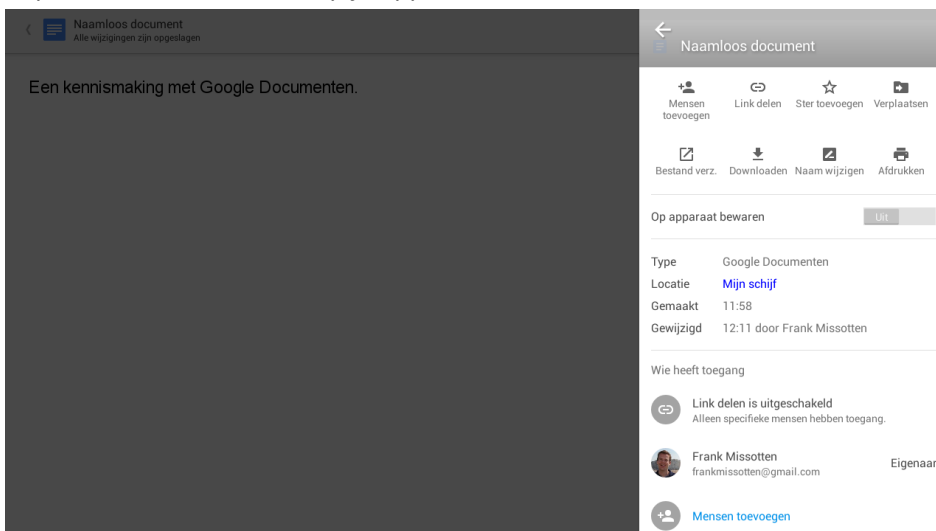 Naamloos document
Alle wijzigingen zijn opgeslagen
Een kennismaking met Google Documenten.
Naamloos document
Mensen toevoegen
Link delen
Ster toevoegen
Verplaatsen
Bestand verz.
Downloaden
Naam wijzigen
Afdrukken
Op apparaat bewaren
Uit
Type Google Documenten
Locatie Mijn schijf
Gemaakt 11:58
Gewijzigd 12:11 door Frank Missotten
Wie heeft toegang
Link delen is uitgeschakeld
Alleen specifieke mensen hebben toegang.
Frank Missotten
Eigenaar
frankmissotten@gmail.com
Mensen toevoegen